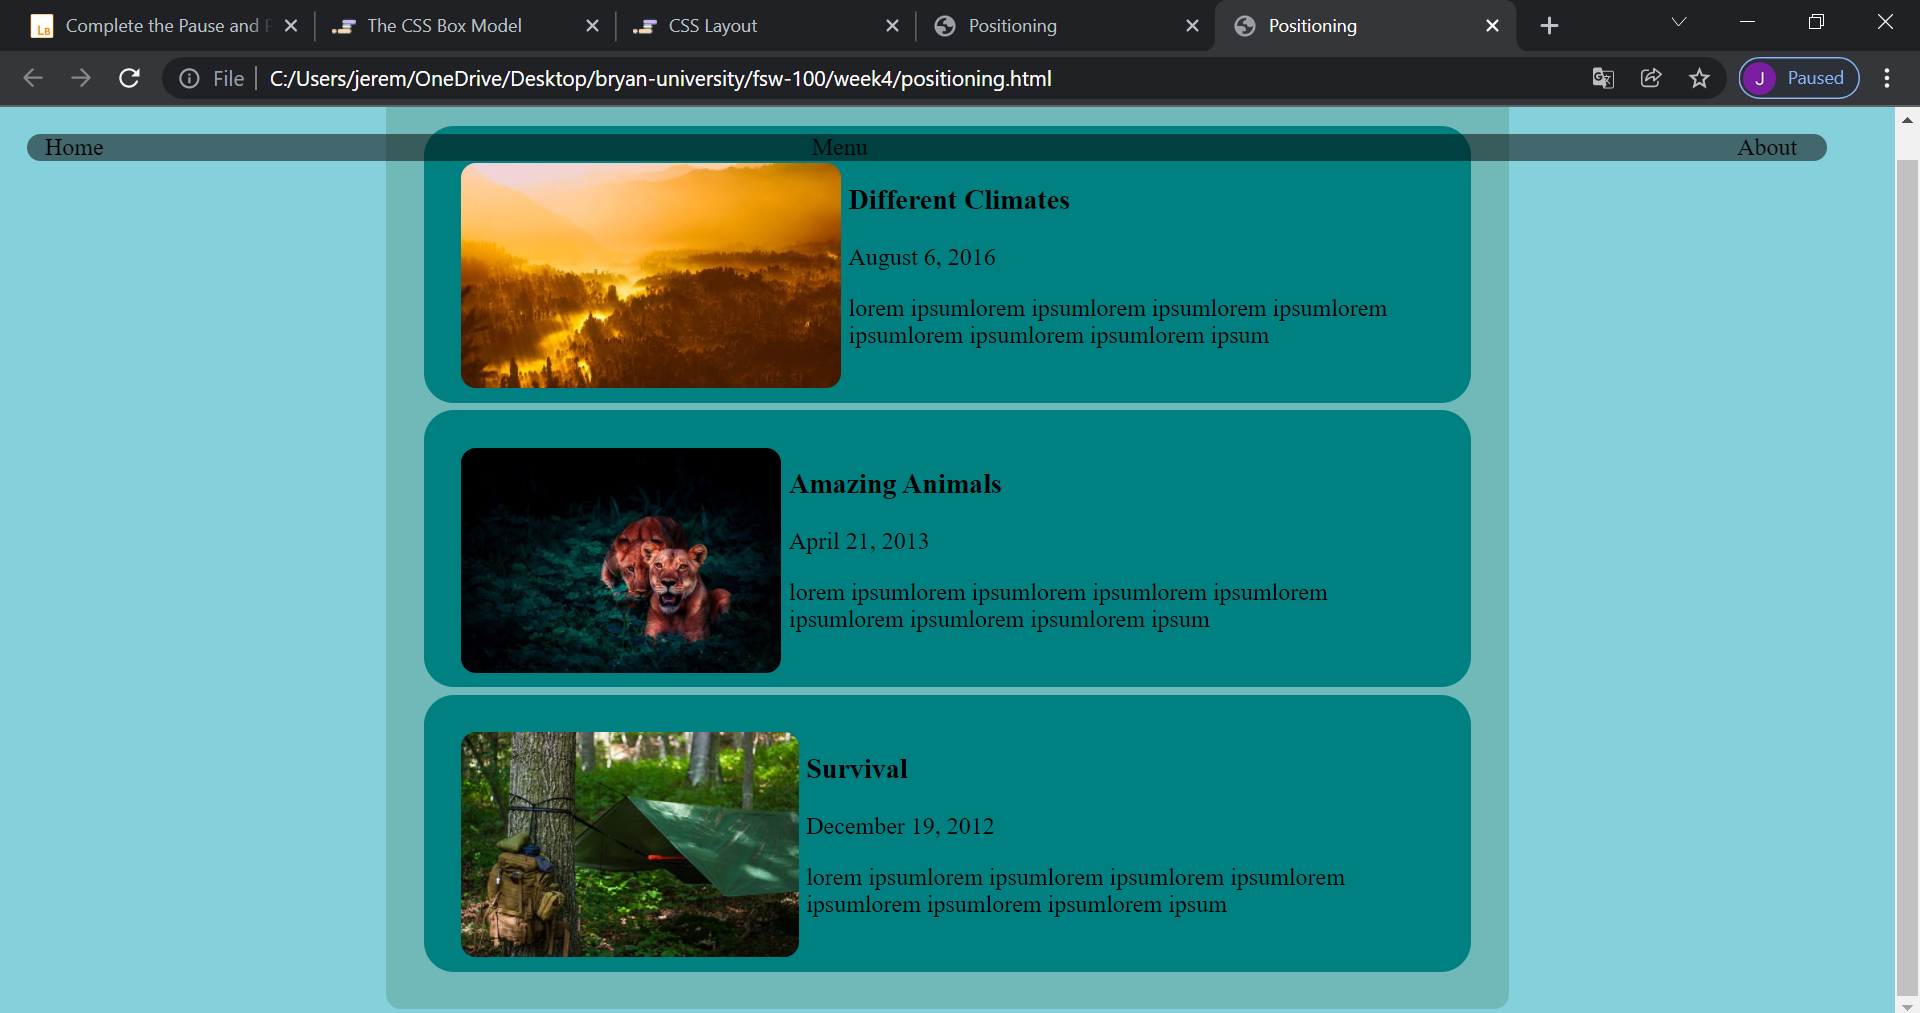 Complete the Pause and
The CSS Box Model
CSS Layout
Positioning
Positioning
File
C:/Users/jerem/OneDrive/Desktop/bryan-university/fsw-100/week4/positioning.html
J
Paused
Home
Menu
About
Different Climates
August 6, 2016
lorem ipsumlorem ipsumlorem ipsumlorem ipsumlorem
ipsumlorem ipsumlorem ipsumlorem ipsum
Amazing Animals
April 21, 2013
lorem ipsumlorem ipsumlorem ipsumlorem ipsumlorem
ipsumlorem ipsumlorem ipsumlorem ipsum
Survival
December 19, 2012
lorem ipsumlorem ipsumlorem ipsumlorem ipsumlorem
ipsumlorem ipsumlorem ipsumlorem ipsum